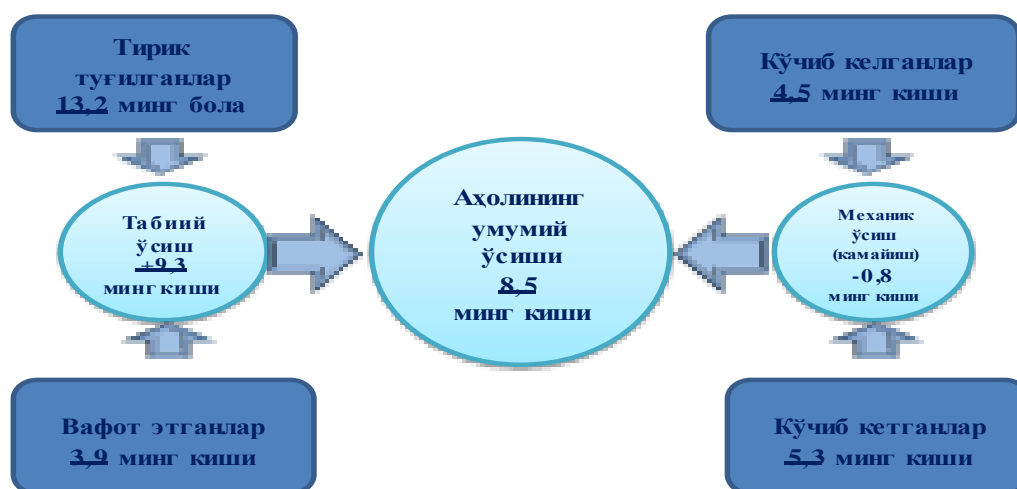 Тирик
туғилганлар
13,2 минг бола
Кўчиб келганлар
4,5 минг киши
Табиий
ўсиш
+9,3
минг киши
Аҳолининг
умумий
ўсиши
8,5
минг киши
Механик
ўсиш
(камайиш)
-0,8
минг киши
Вафот этганлар
3,9 минг киши
Кўчиб кетганлар
5,3 минг киши